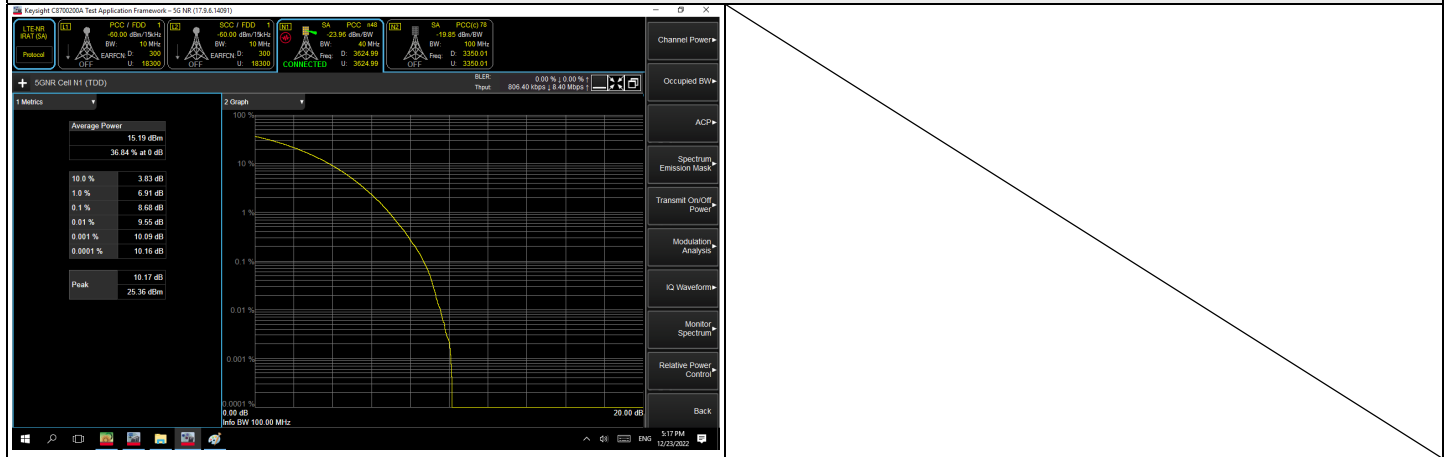 Keysight C8700200A Test Application Framework – 5G NR (17.9.6.14091)
LTE-NR
IRAT (SA)
Protocol
L1 PCC / FDD 1
-60.00 dBm/15kHz
BW: 10 MHz
EARFCN: D: 300
OFF U: 18300
L2 SCC / FDD 1
-60.00 dBm/15kHz
BW: 10 MHz
EARFCN: D: 300
OFF U: 18300
N1 SA PCC n48
-23.96 dBm/BW
BW: 40 MHz
Freq: D: 3624.99
CONNECTED U: 3624.99
N2 SA PCC(c) 78
-19.85 dBm/BW
BW: 100 MHz
Freq: D: 3350.01
OFF U: 3350.01
+ 5GNR Cell N1 (TDD)
BLER: 0.00 % ↓ 0.00 % ↑
Thput: 806.40 kbps ↓ 8.40 Mbps ↑
1 Metrics
Average Power
15.19 dBm
36.84 % at 0 dB
10.0 % 3.83 dB
1.0 % 6.91 dB
0.1 % 8.68 dB
0.01 % 9.55 dB
0.001 % 10.09 dB
0.0001 % 10.16 dB
Peak
10.17 dB
25.36 dBm
2 Graph
100 %
10 %
1 %
0.1 %
0.01 %
0.001 %
0.0001 %
0.00 dB 20.00 dB
Info BW 100.00 MHz
Channel Power
Occupied BW
ACP
Spectrum
Emission Mask
Transmit On/Off
Power
Modulation
Analysis
IQ Waveform
Monitor
Spectrum
Relative Power
Control
Back
ENG
5:17 PM
12/23/2022